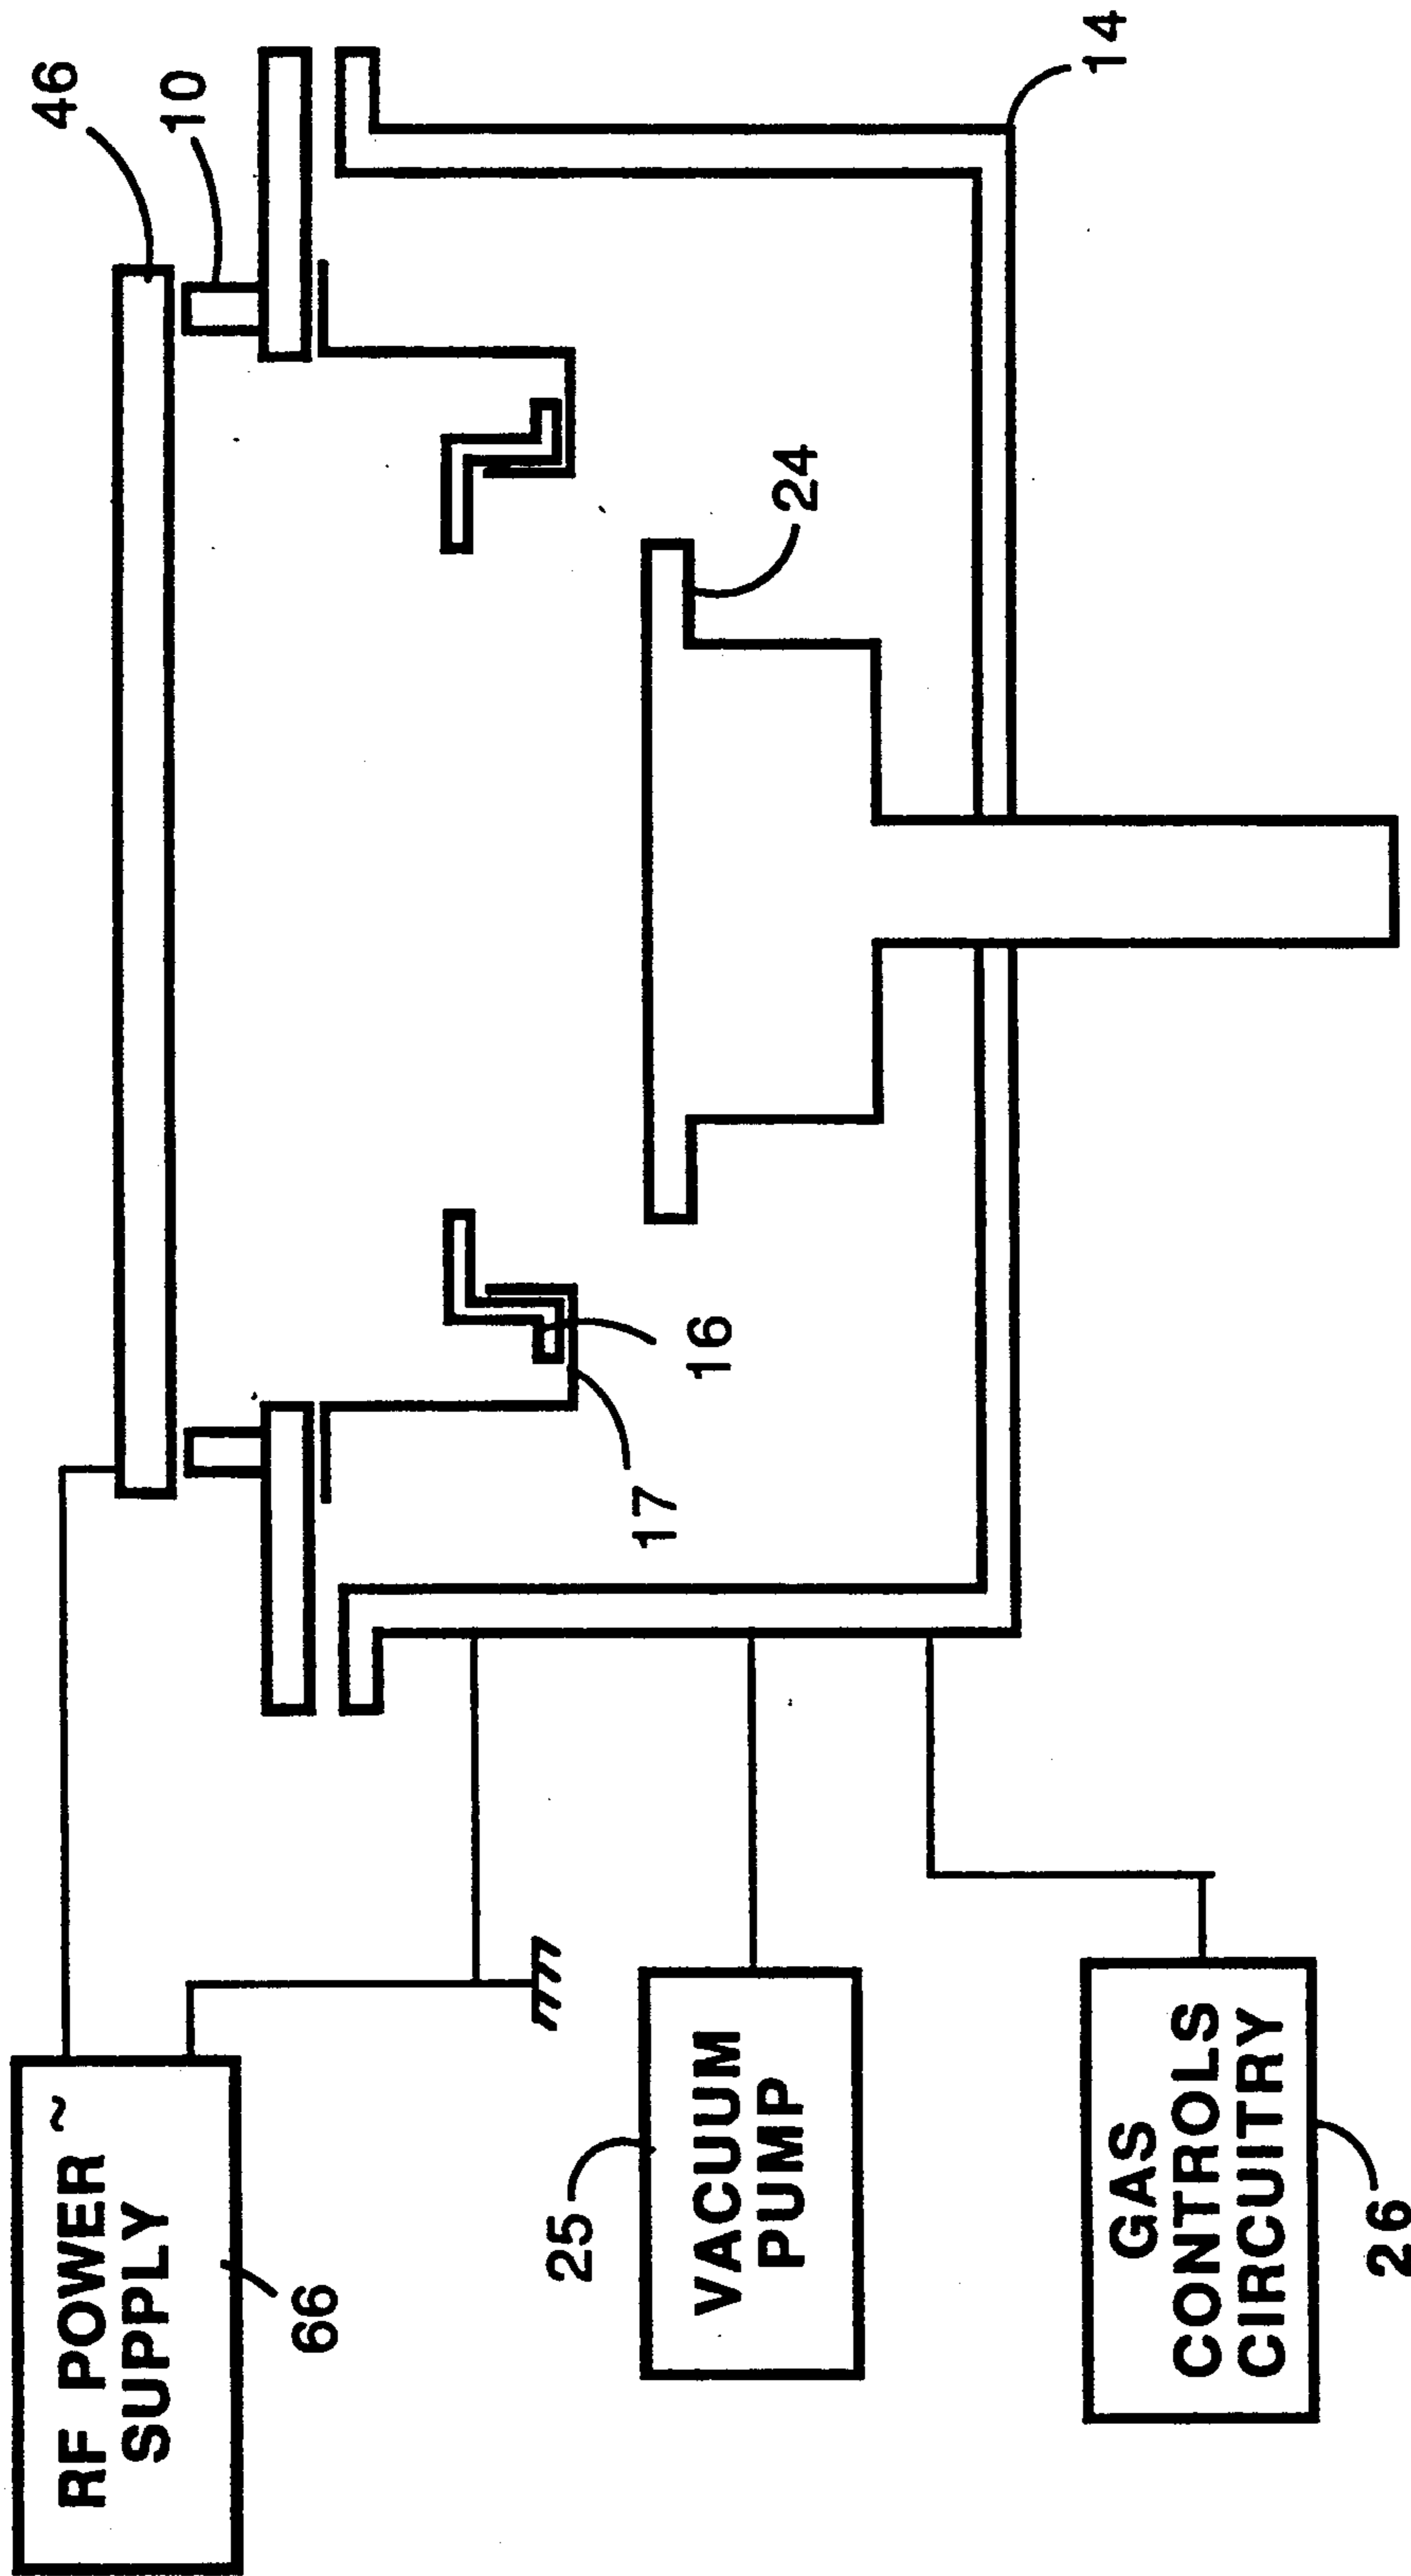 RF POWER ~
SUPPLY
66
46
10
25
VACUUM
PUMP
17
16
24
14
GAS
CONTROLS
CIRCUITRY
26